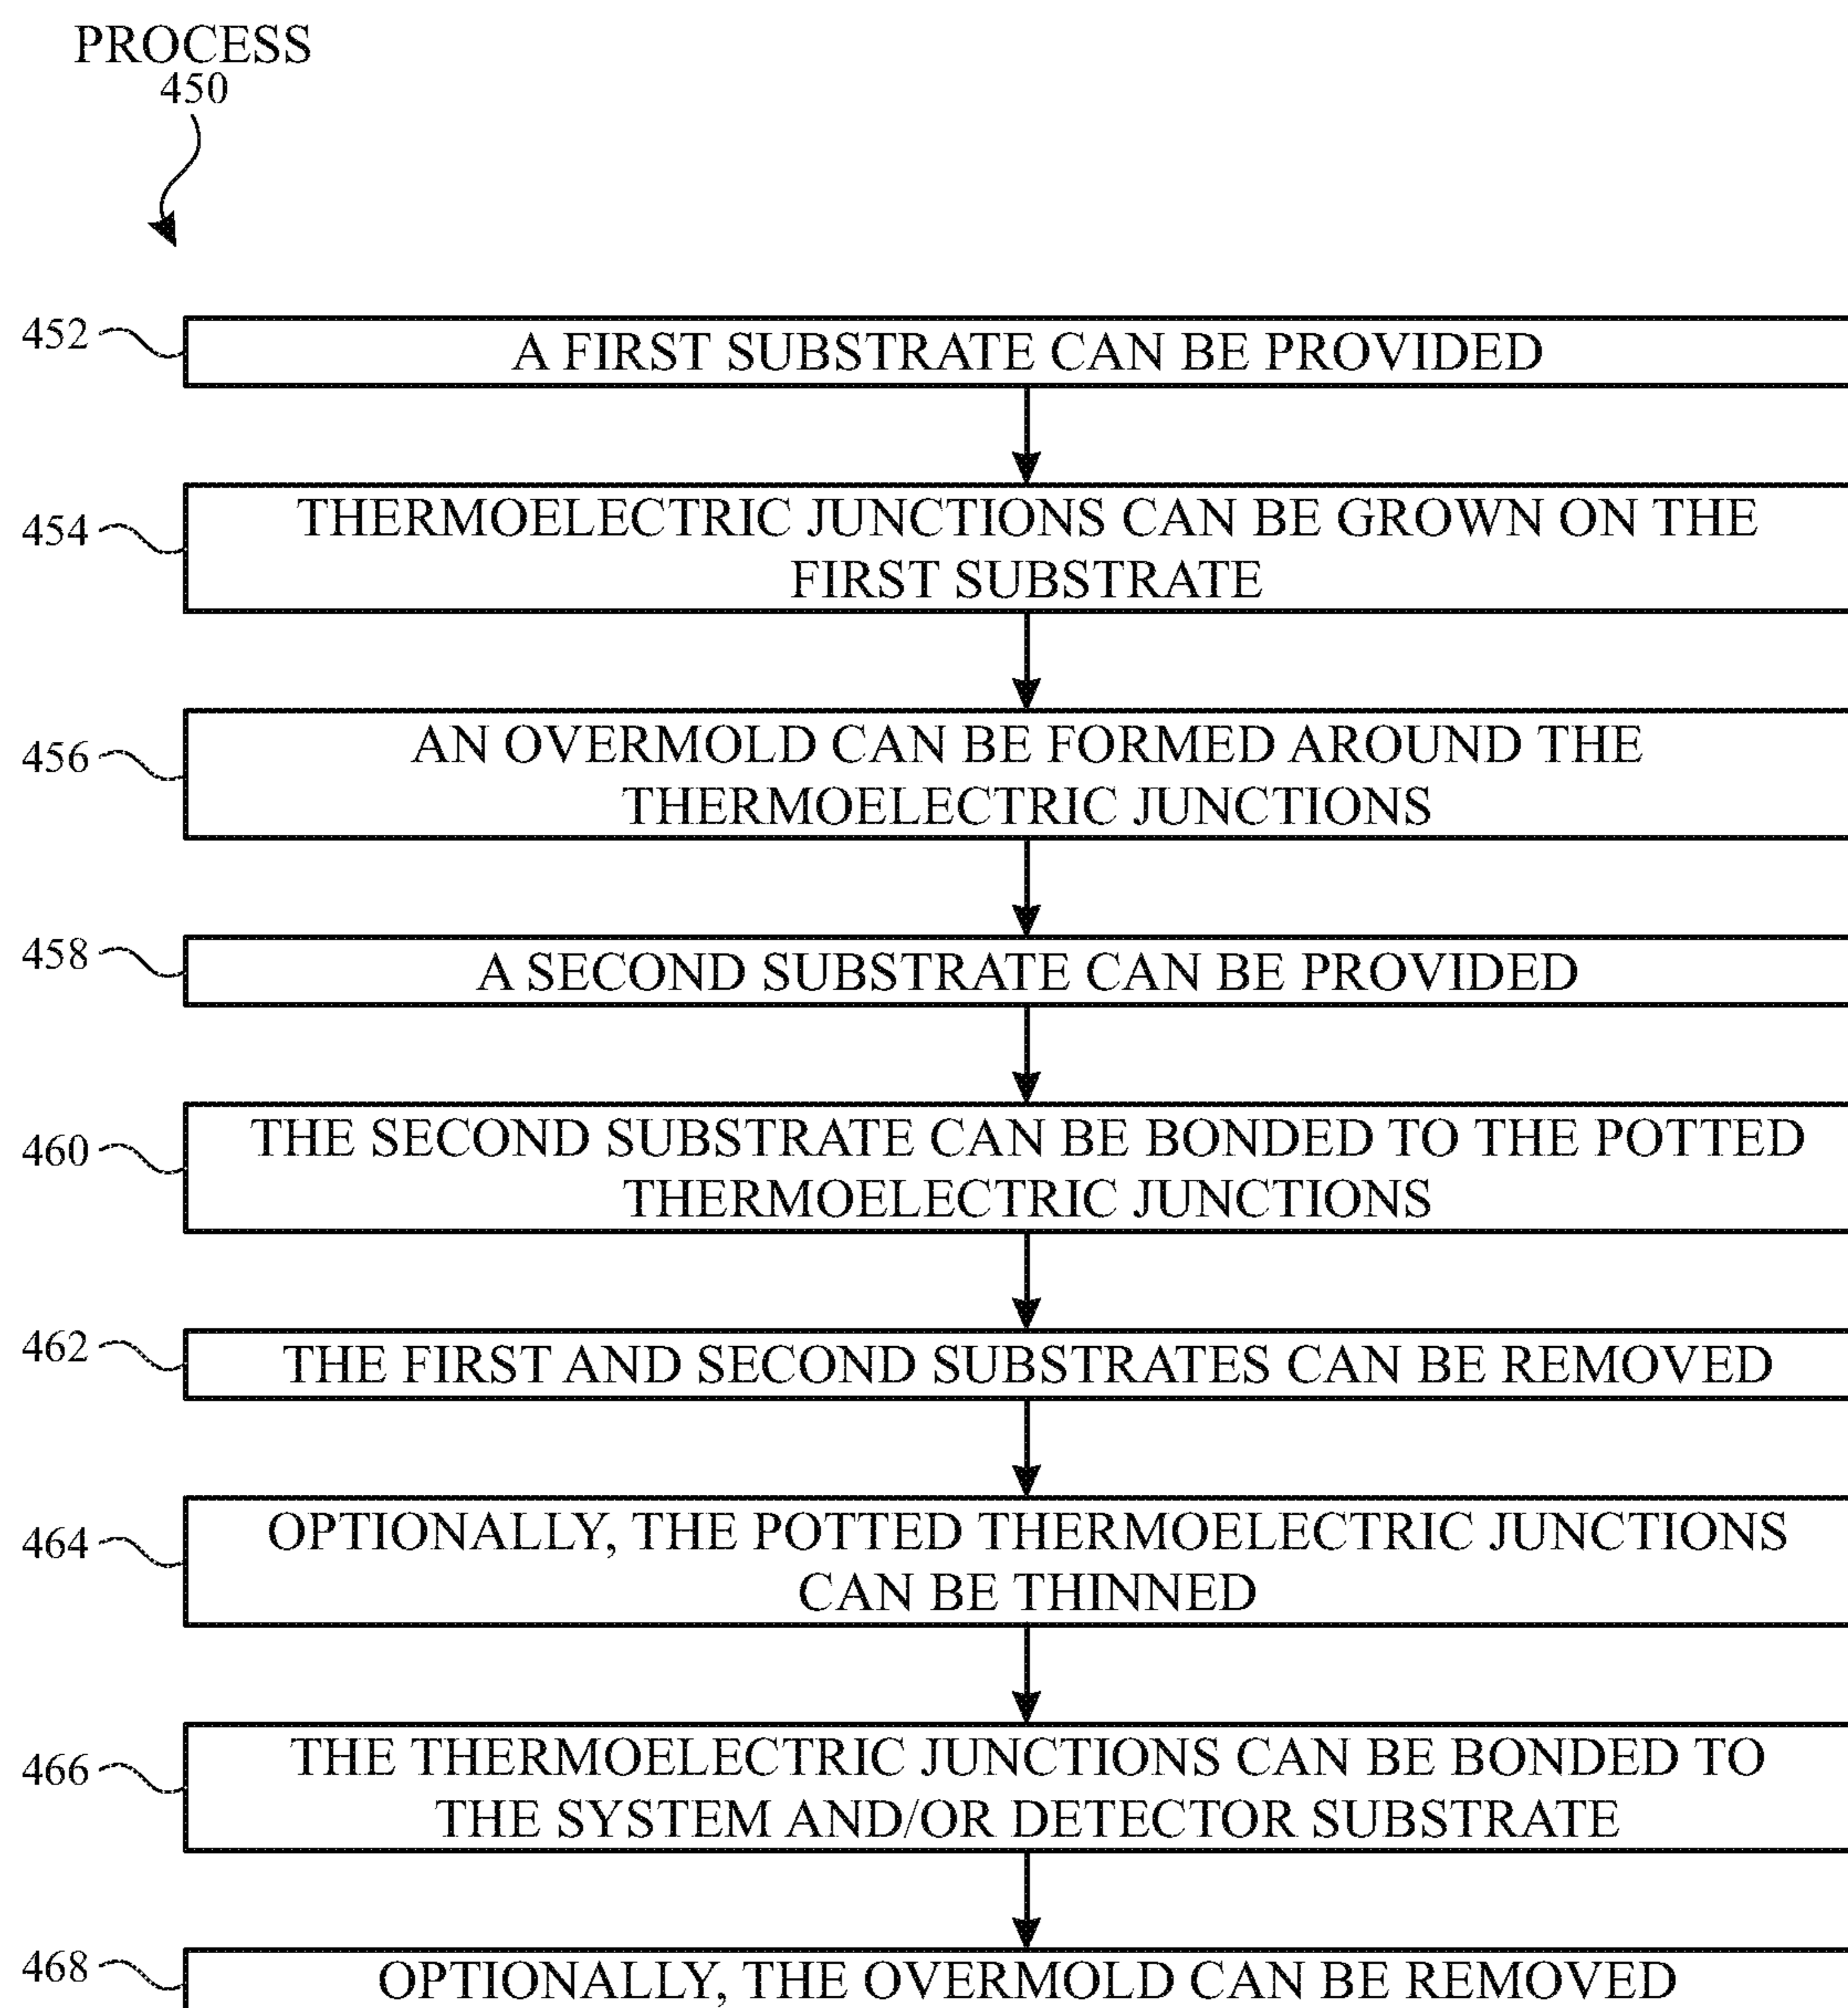 PROCESS
450
452
A FIRST SUBSTRATE CAN BE PROVIDED
454
THERMOELECTRIC JUNCTIONS CAN BE GROWN ON THE
FIRST SUBSTRATE
456
AN OVERMOLD CAN BE FORMED AROUND THE
THERMOELECTRIC JUNCTIONS
458
A SECOND SUBSTRATE CAN BE PROVIDED
460
THE SECOND SUBSTRATE CAN BE BONDED TO THE POTTED
THERMOELECTRIC JUNCTIONS
462
THE FIRST AND SECOND SUBSTRATES CAN BE REMOVED
464
OPTIONALLY, THE POTTED THERMOELECTRIC JUNCTIONS
CAN BE THINNED
466
THE THERMOELECTRIC JUNCTIONS CAN BE BONDED TO
THE SYSTEM AND/OR DETECTOR SUBSTRATE
468
OPTIONALLY, THE OVERMOLD CAN BE REMOVED